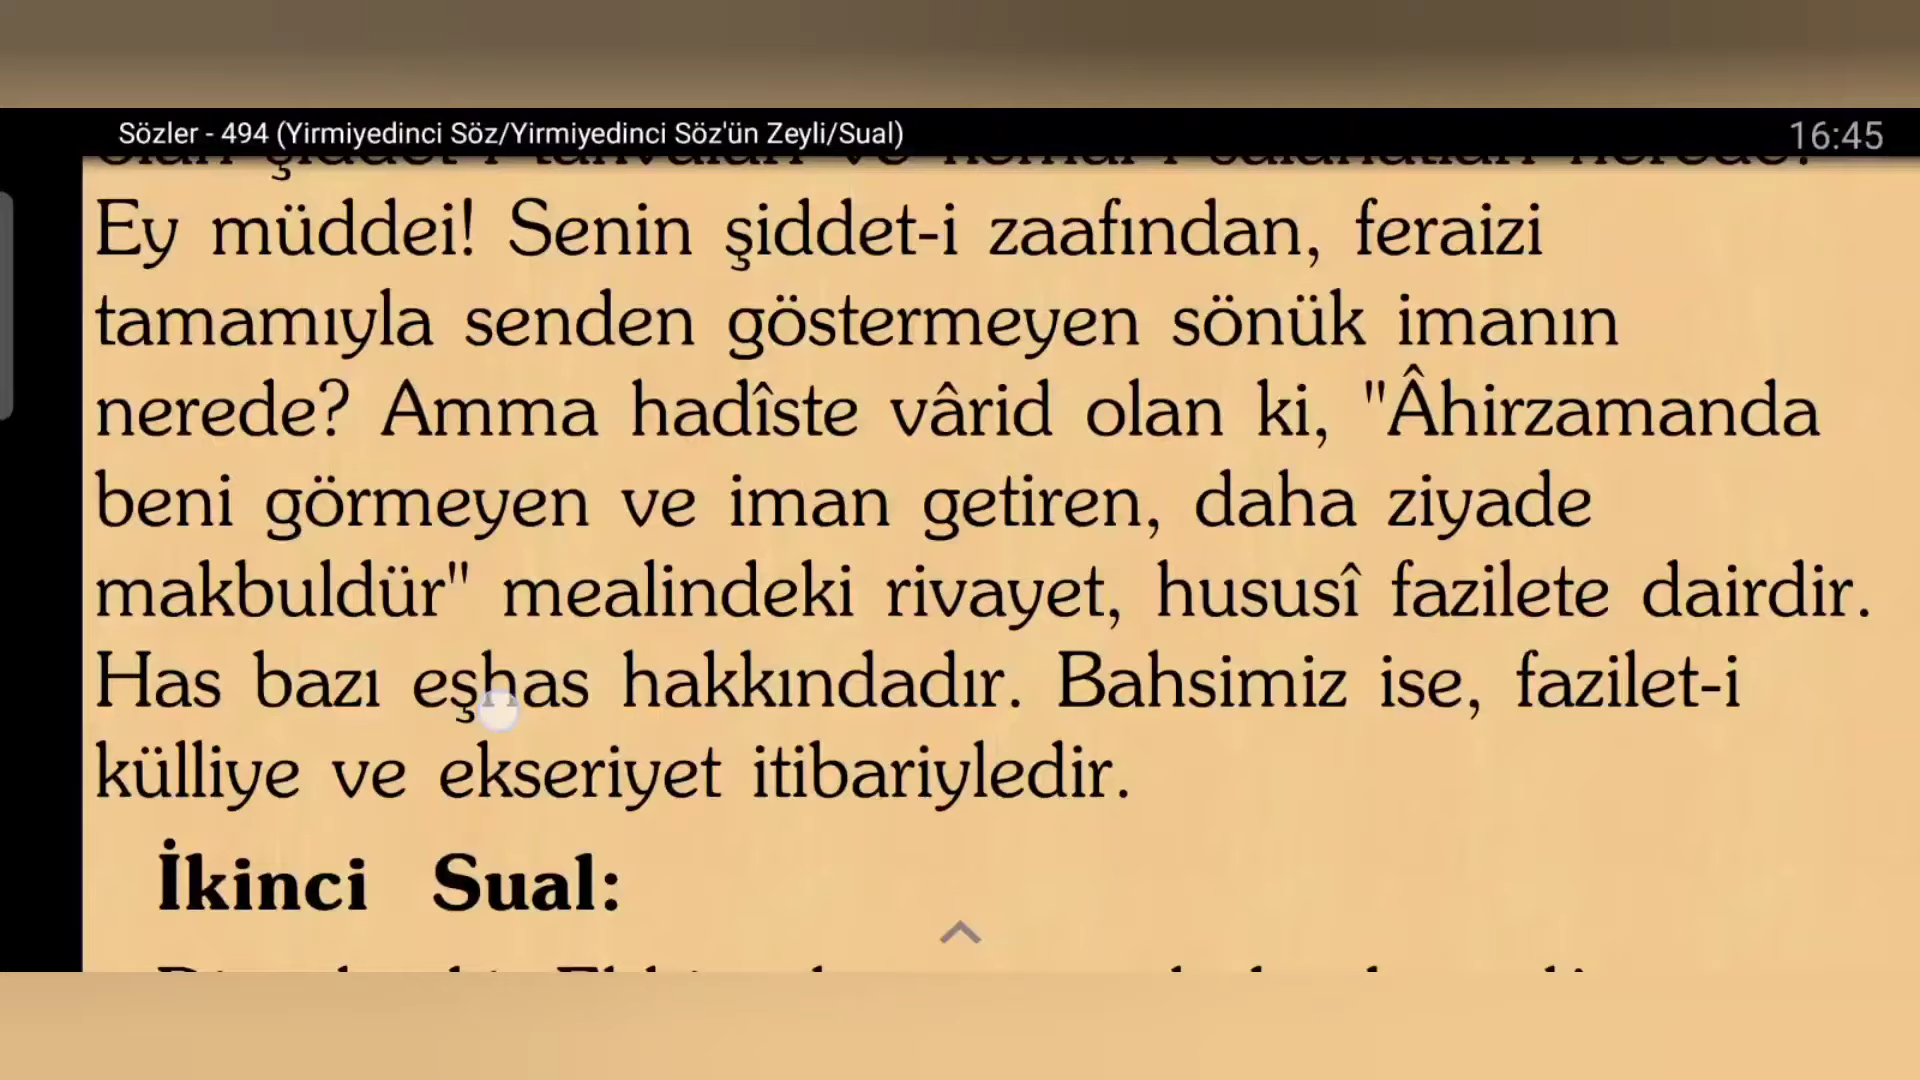 Sözler - 494 (Yirmiyedinci Söz/Yirmiyedinci Söz'ün Zeyli/Sual)
16:45
Ey müddei! Senin şiddet-i zaafından, feraizi
tamamıyla senden göstermeyen sönük imanın
nerede? Amma hadîste vârid olan ki, "Âhirzamanda
beni görmeyen ve iman getiren, daha ziyade
makbuldür" mealindeki rivayet, hususî fazilete dairdir.
Has bazı eşhas hakkındadır. Bahsimiz ise, fazilet-i
külliye ve ekseriyet itibariyledir.
İkinci Sual: